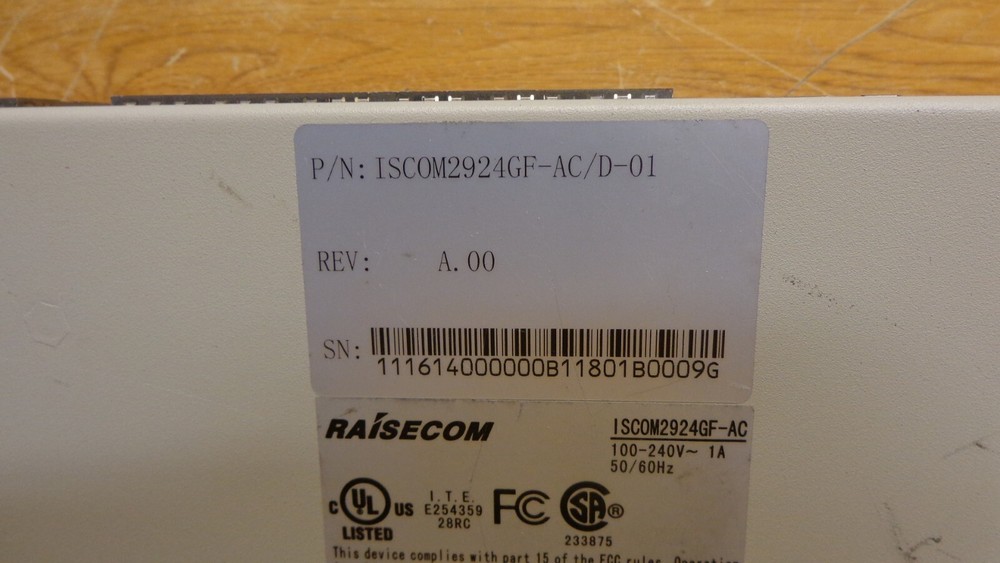 P/N: ISCOM2924GF-AC/D-01
REV: A.00
SN:
111614000000B11801B0009G
RAISECOM
ISCOM2924GF-AC
100-240V~ 1A
50/60Hz
C UL US
LISTED
I.T.E.
E254359
28RC
FC
SA®
233875
This device complies with part 15 of the FCC rules. Operation